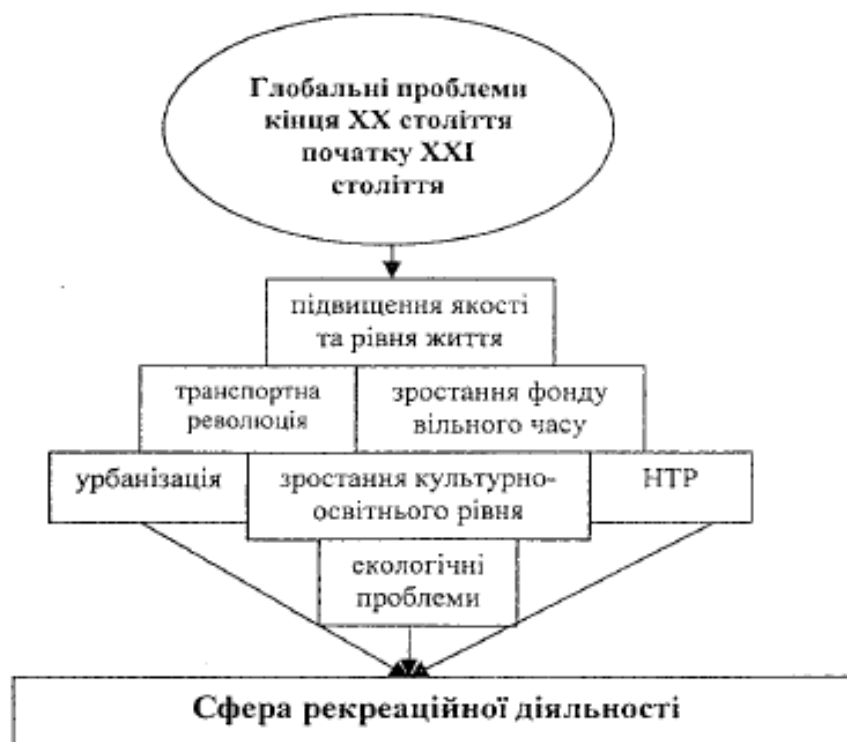 Глобальні проблеми
кінця XX століття
початку XXI
століття
підвищення якості
та рівня життя
транспортна
революція
зростання фонду
вільного часу
урбанізація
зростання культурно-
освітнього рівня
НТР
екологічні
проблеми
Сфера рекреаційної діяльності